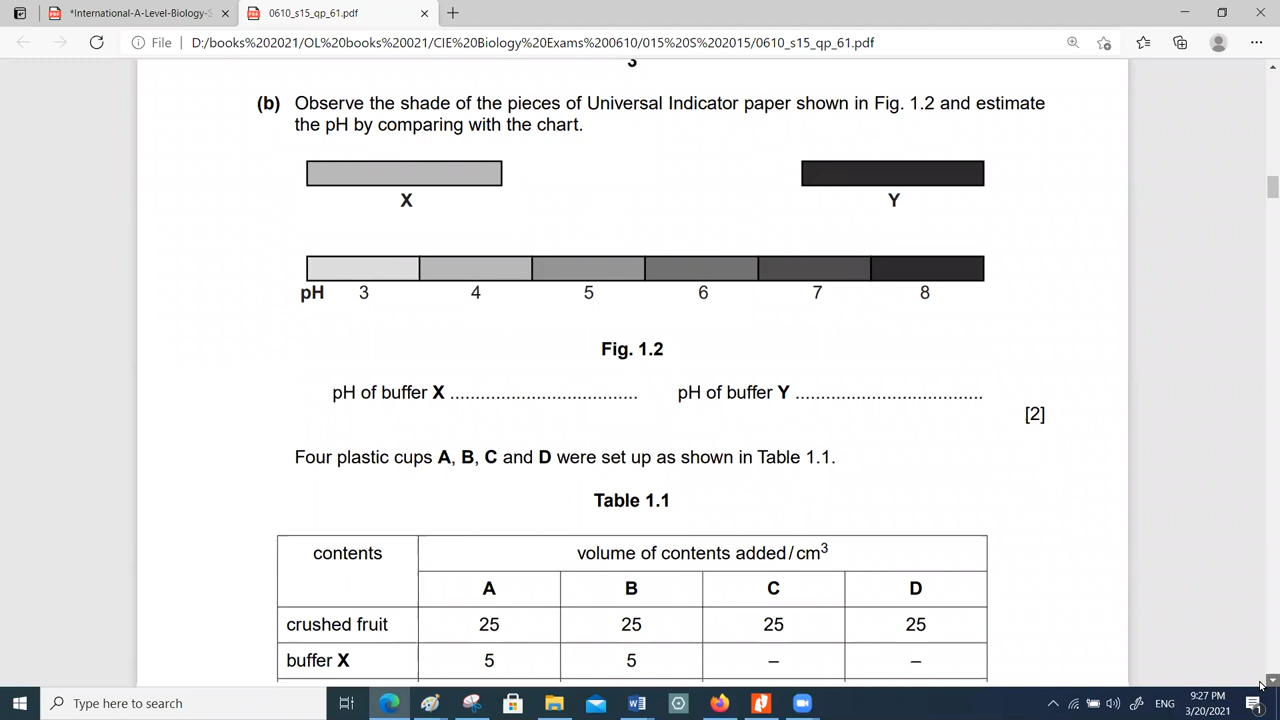 *International-A-Level-Biology-S
0610_s15_qp_61.pdf
File
D:/books%202021/OL%20books%20021/CIE%20Biology%20Exams%200610/015%20S%202015/0610_s15_qp_61.pdf
3
(b) Observe the shade of the pieces of Universal Indicator paper shown in Fig. 1.2 and estimate
the pH by comparing with the chart.
X Y
pH 3 4 5 6 7 8
Fig. 1.2
pH of buffer X .................................... pH of buffer Y ....................................
[2]
Four plastic cups A, B, C and D were set up as shown in Table 1.1.
Table 1.1
contents volume of contents added / cm³
A B C D
crushed fruit 25 25 25 25
buffer X 5 5 – –
Type here to search
ENG
9:27 PM
3/20/2021
1